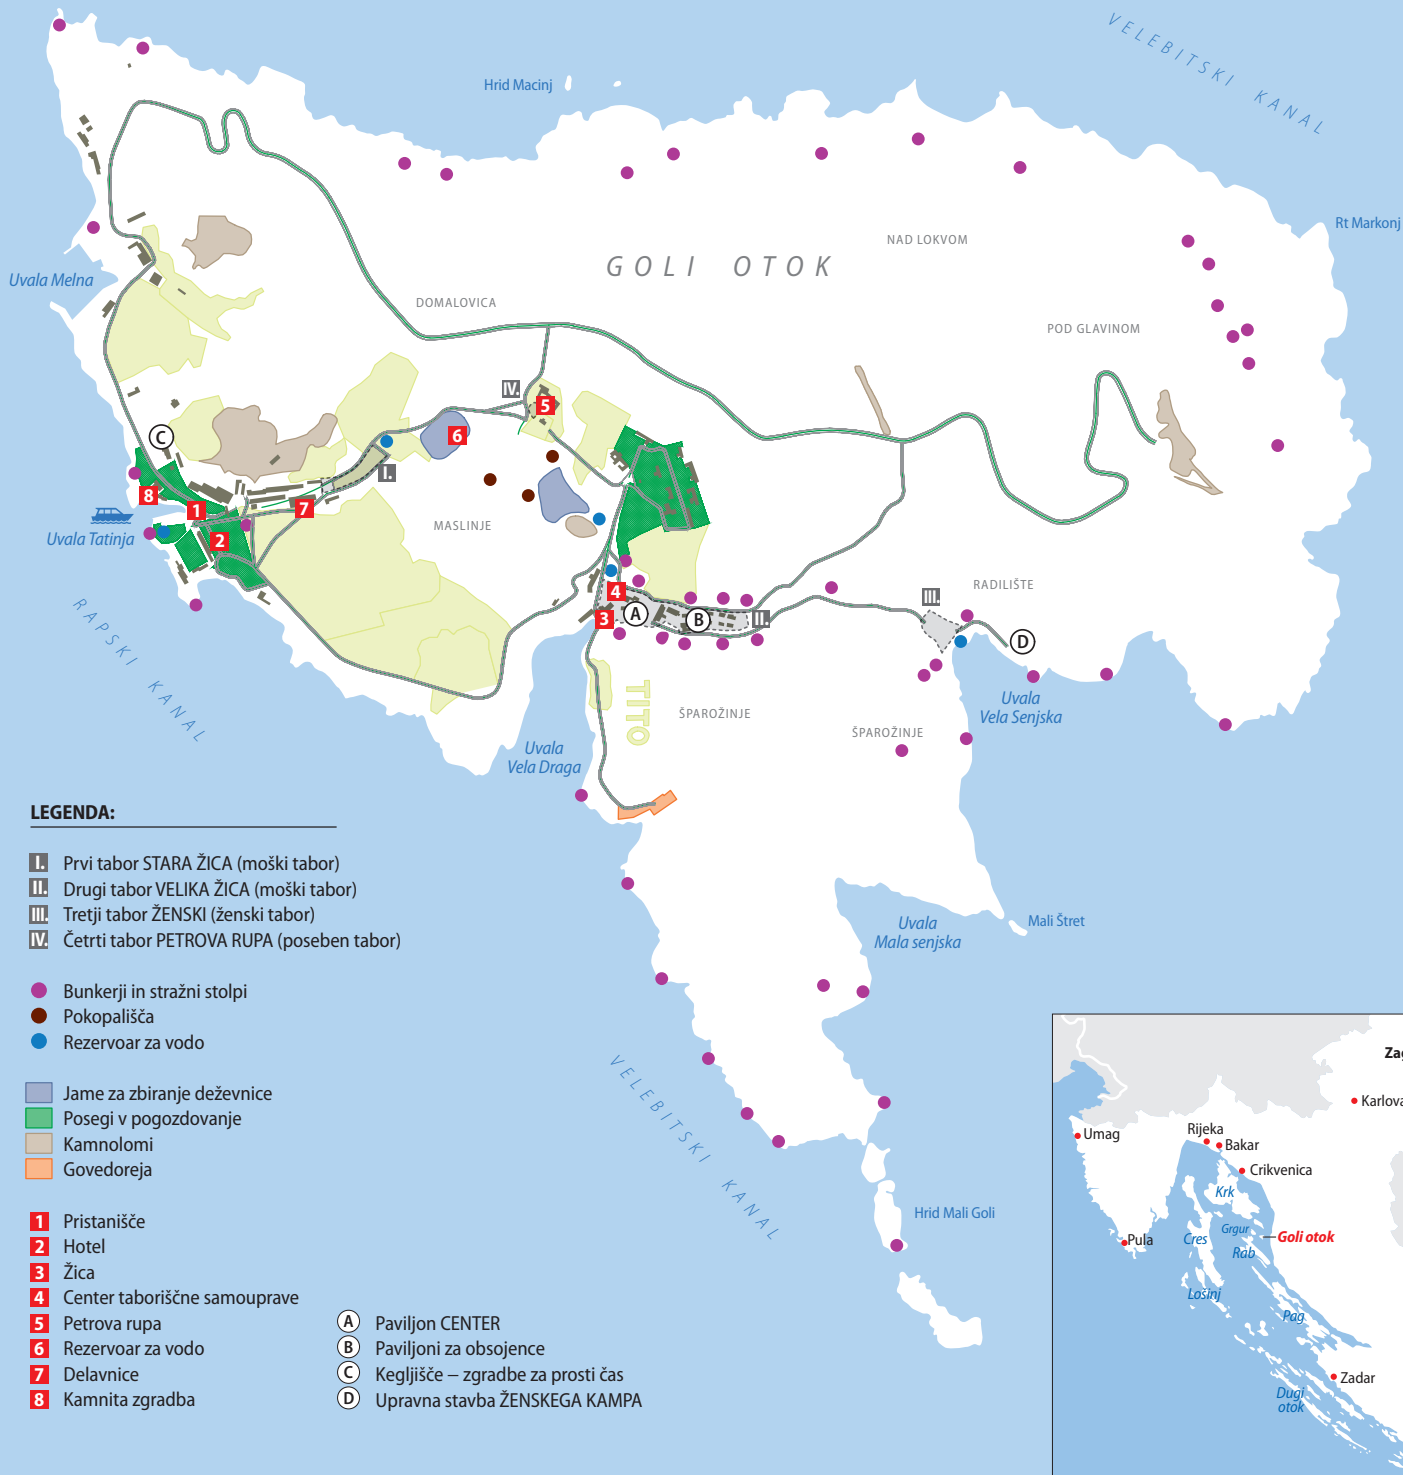 VELEBITSKI KANAL
Hrid Macinj
Rt Markonj
NAD LOKVOM
GOLI OTOK
Uvala Melna
DOMALOVICA
POD GLAVINOM
IV.
5
C
6
I.
8
1
7
MASLINJE
Uvala Tatinja
2
RADILIŠTE
4
III.
3
A
B
II.
D
RAPSKI KANAL
TITO
ŠPAROŽINJE
Uvala
Vela Senjska
ŠPAROŽINJE
Uvala
Vela Draga
LEGENDA:
I. Prvi tabor STARA ŽICA (moški tabor)
II. Drugi tabor VELIKA ŽICA (moški tabor)
III. Tretji tabor ŽENSKI (ženski tabor)
IV. Četrti tabor PETROVA RUPA (poseben tabor)
Uvala
Mala senjska
Mali Štret
Bunkerji in stražni stolpi
Pokopališča
Rezervoar za vodo
VELEBITSKI KANAL
Jame za zbiranje deževnice
Posegi v pogozdovanje
Kamnolomi
Govedoreja
Hrid Mali Goli
1 Pristanišče
2 Hotel
3 Žica
4 Center taboriščne samouprave
5 Petrova rupa
6 Rezervoar za vodo
7 Delavnice
8 Kamnita zgradba
A Paviljon CENTER
B Paviljoni za obsojence
C Kegljišče – zgradbe za prosti čas
D Upravna stavba ŽENSKEGA KAMPA
Zag
Karlova
Umag
Rijeka
Bakar
Crikvenica
Krk
Grgur
Goli otok
Pula
Cres
Rab
Lošinj
Pag
Zadar
Dugi
otok